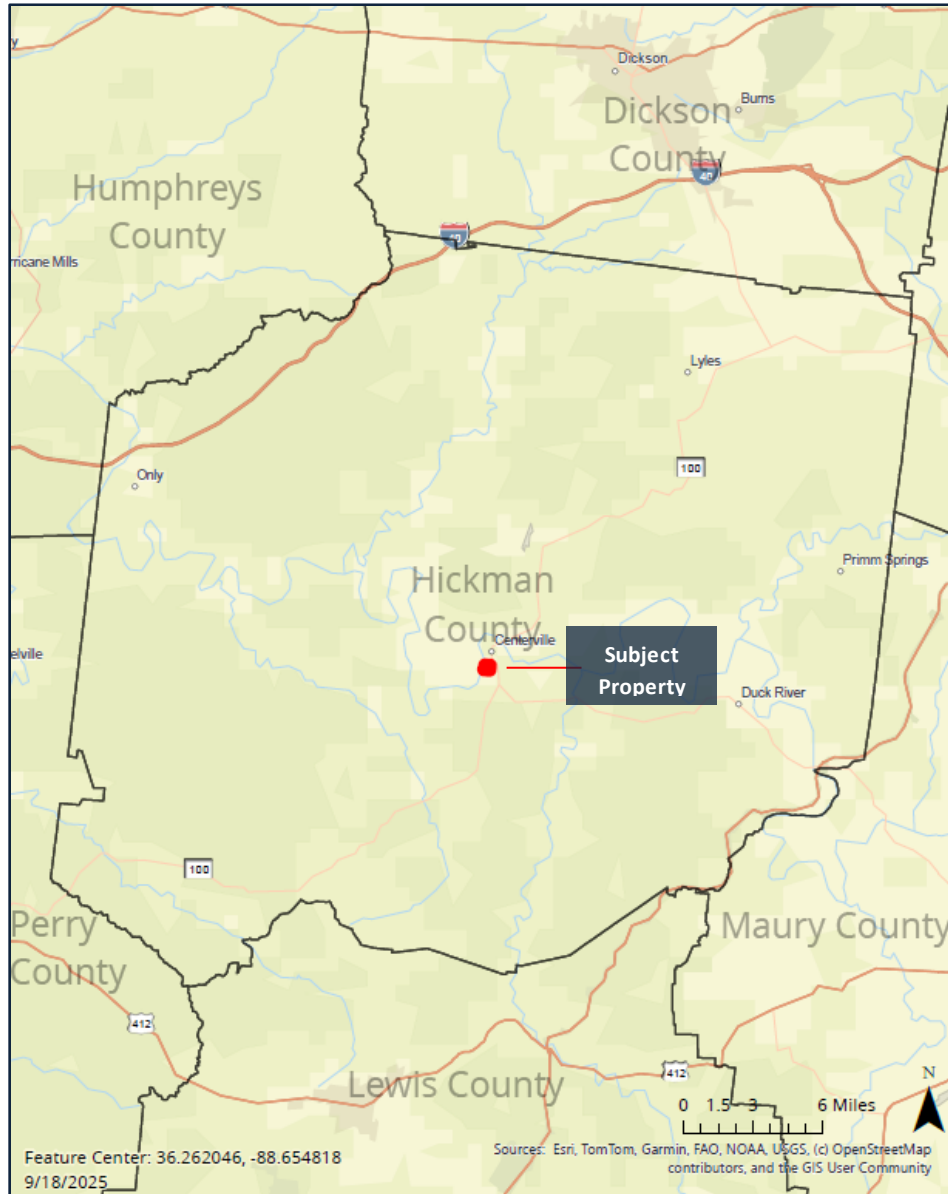 y
Dickson
Burns
Dickson
County
40
Humphreys
County
40
rricane Mills
Lyles
100
Only
Primm Springs
Hickman
County
Centerville
elville
Subject
Property
Duck River
100
Perry
County
Maury County
412
412
Lewis County
N
0 1.5 3 6 Miles
Feature Center: 36.262046, -88.654818
9/18/2025
Sources: Esri, TomTom, Garmin, FAO, NOAA, USGS, (c) OpenStreetMap
contributors, and the GIS User Community